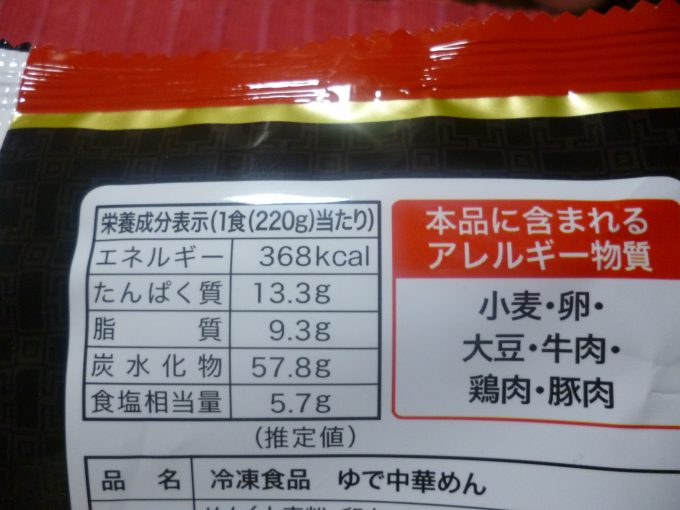 栄養成分表示(1食(220g)当たり)
エネルギー 368kcal
たんぱく質 13.3g
脂質 9.3g
炭水化物 57.8g
食塩相当量 5.7g
(推定値)
本品に含まれる
アレルギー物質
小麦・卵・
大豆・牛肉・
鶏肉・豚肉
品名 冷凍食品 ゆで中華めん